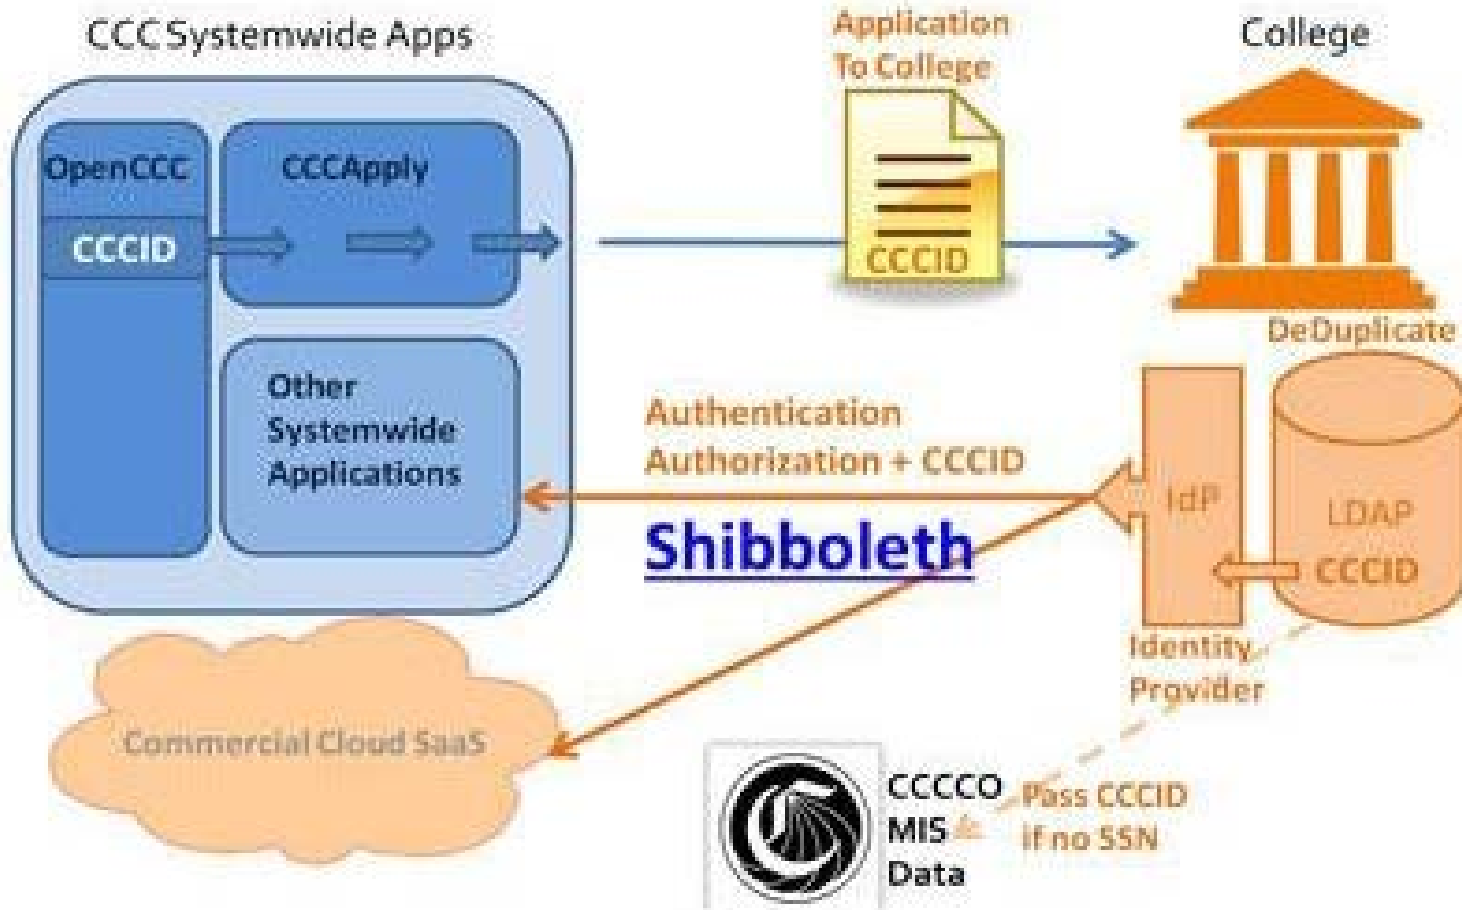 CCC Systemwide Apps
Application
To College
College
OpenCCC
CCCApply
CCCID
CCCID
DeDuplicate
Other
Systemwide
Applications
Authentication
Authorization + CCCID
Shibboleth
IdP
LDAP
CCCID
Identity
Provider
Commercial Cloud SaaS
CCCCO
MIS &
Data
Pass CCCID
if no SSN